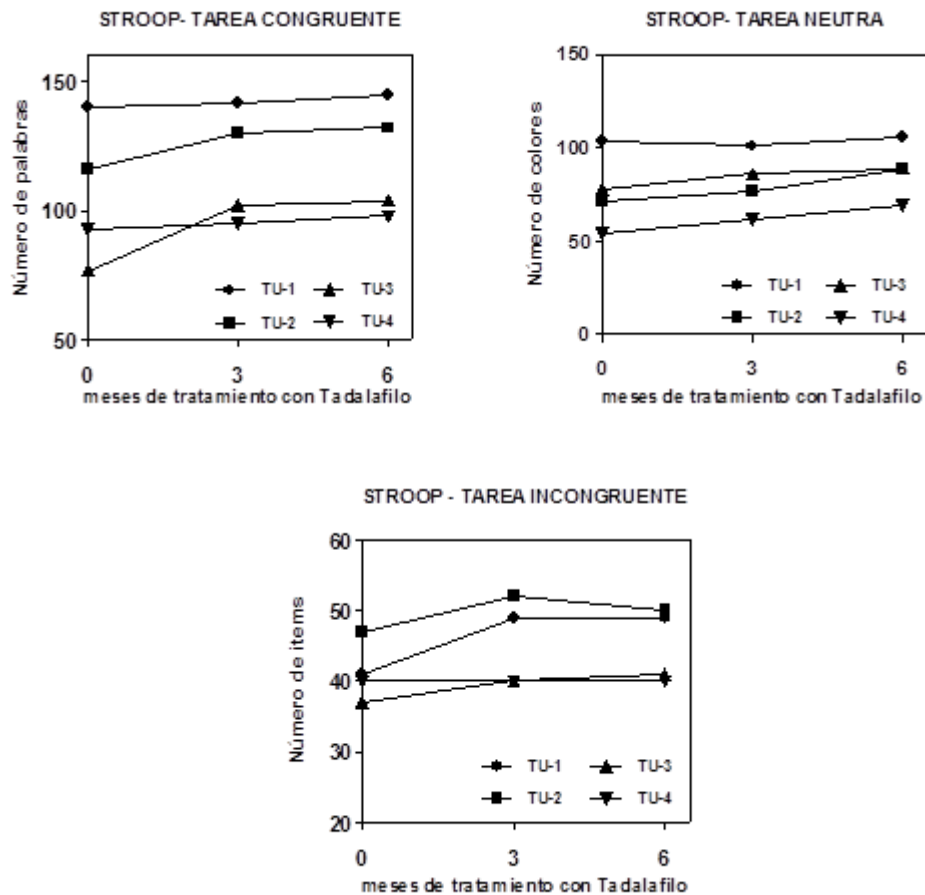 STROOP- TAREA CONGRUENTE
Número de palabras
150
100
50
TU-1
TU-3
TU-2
TU-4
0
3
6
meses de tratamiento con Tadalafilo
STROOP- TAREA NEUTRA
Número de colores
150
100
50
0
TU-1
TU-3
TU-2
TU-4
0
3
6
meses de tratamiento con Tadalafilo
STROOP - TAREA INCONGRUENTE
Número de items
60
50
40
30
20
TU-1
TU-3
TU-2
TU-4
0
3
6
meses de tratamiento con Tadalafilo